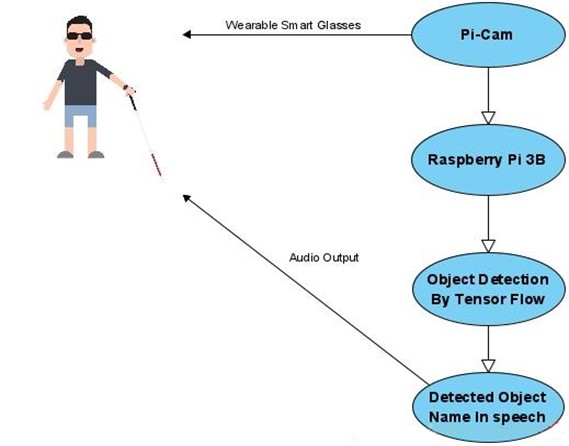 Wearable Smart Glasses
Pi-Cam
Raspberry Pi 3B
Audio Output
Object Detection
By Tensor Flow
Detected Object
Name In speech